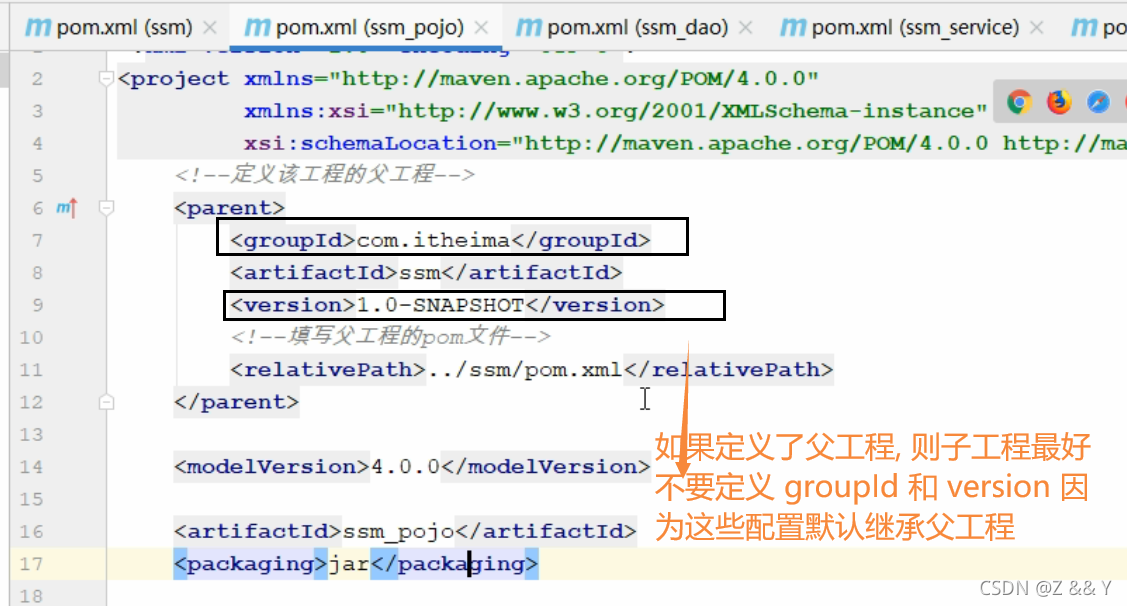 pom.xml (ssm) pom.xml (ssm_pojo) pom.xml (ssm_dao) pom.xml (ssm_service)
2 <project xmlns="http://maven.apache.org/POM/4.0.0"
3 xmlns:xsi="http://www.w3.org/2001/XMLSchema-instance"
4 xsi:schemaLocation="http://maven.apache.org/POM/4.0.0 http://ma
5 <!--定义该工程的父工程-->
6 <parent>
7 <groupId>com.itheima</groupId>
8 <artifactId>ssm</artifactId>
9 <version>1.0-SNAPSHOT</version>
10 <!--填写父工程的pom文件-->
11 <relativePath>../ssm/pom.xml</relativePath>
12 </parent>
13
14 <modelVersion>4.0.0</modelVersion>
15
16 <artifactId>ssm_pojo</artifactId>
17 <packaging>jar</packaging>
18
如果定义了父工程, 则子工程最好
不要定义 groupId 和 version 因
为这些配置默认继承父工程
CSDN @Z && Y